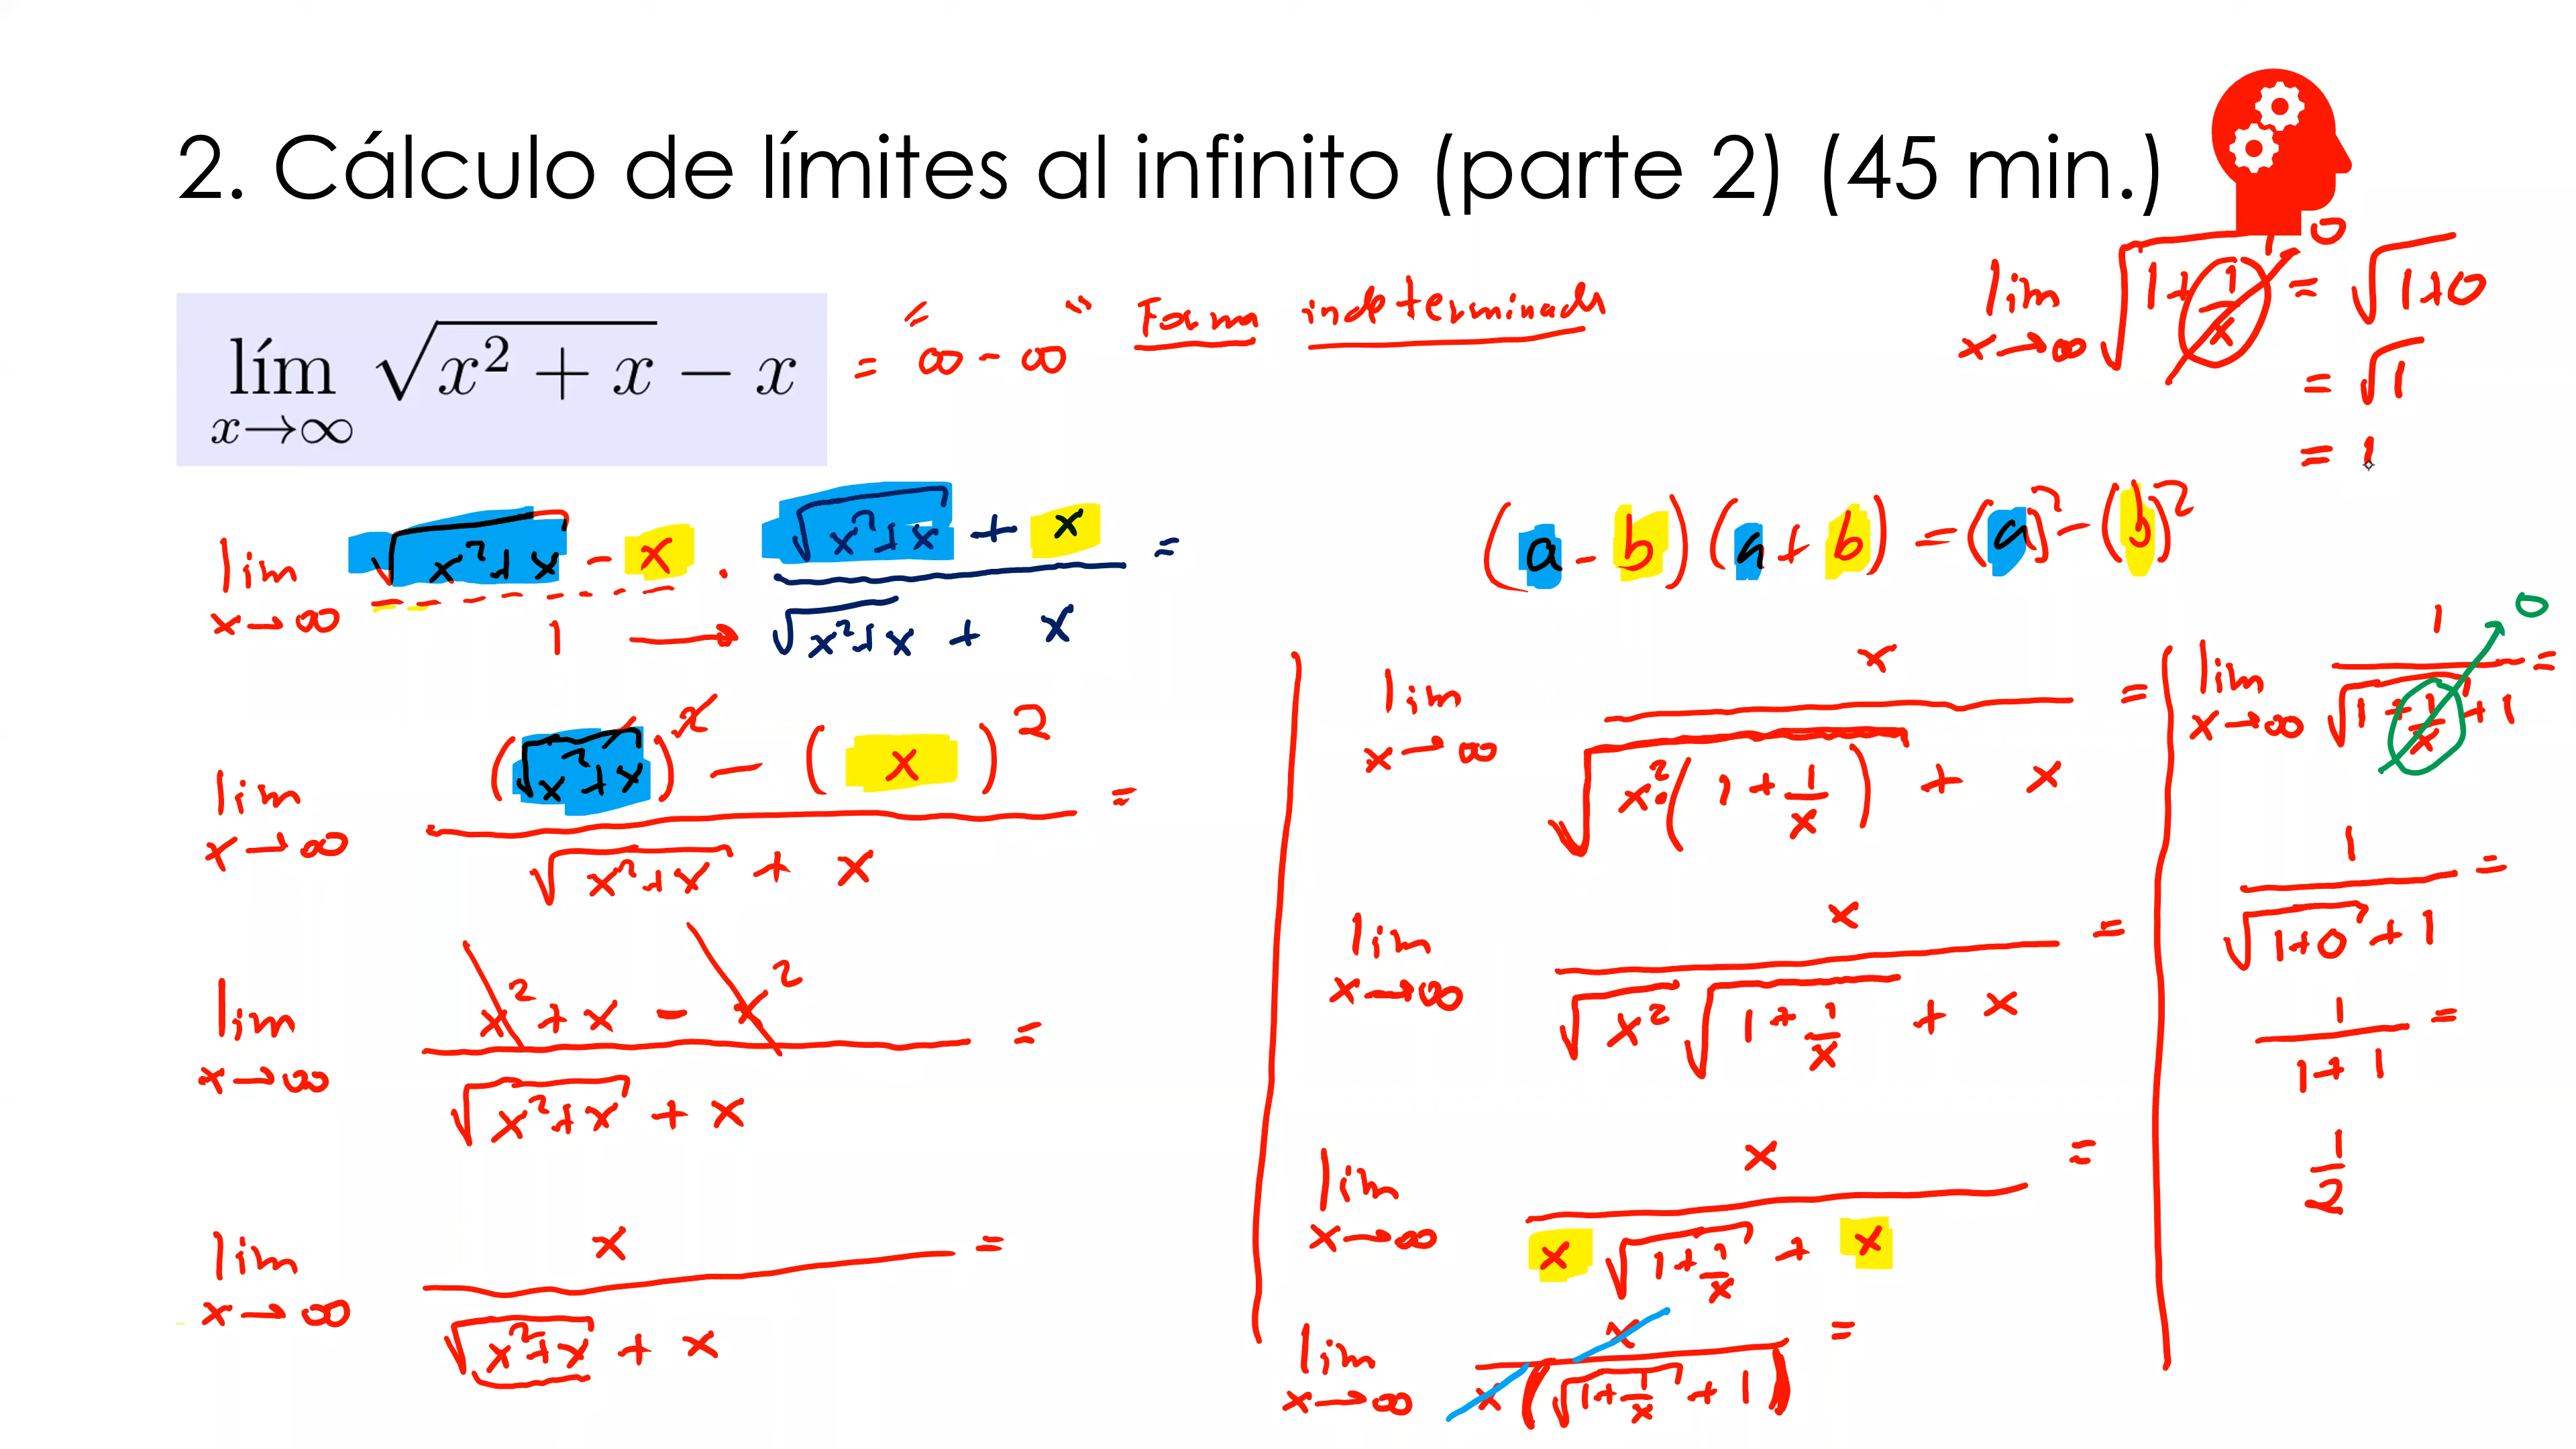 2. Cálculo de límites al infinito (parte 2) (45 min.)
lím x→∞ √(x² + x) − x = "∞ − ∞" Forma indeterminada
lim x→∞ √(1 + 1/x) = √(1+0)
= √1
= 1
lim x→∞ (√(x²+x) − x)/1 · (√(x²+x) + x)/(√(x²+x) + x) =
(a − b)(a + b) = (a)² − (b)²
lim x→∞ ((√(x²+x))² − (x)²)/(√(x²+x) + x) =
lim x→∞ (x² + x − x²)/(√(x²+x) + x) =
lim x→∞ x/(√(x²+x) + x) =
lim x→∞ x/(√(x²·(1 + 1/x)) + x) =
lim x→∞ x/(√x² √(1 + 1/x) + x) =
lim x→∞ x/(x √(1 + 1/x) + x) =
lim x→∞ x/(x(√(1 + 1/x) + 1)) =
lim x→∞ 1/(√(1 + 1/x) + 1) =
0
1/(√(1+0) + 1) =
1/(1+1) =
1/2